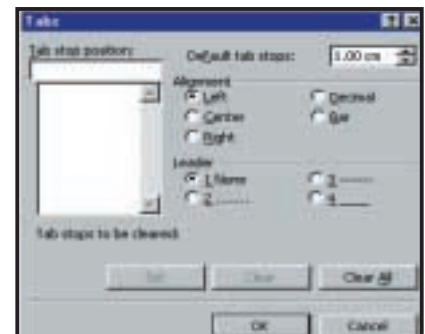 Tabs
Tab stop position: Default tab stops: 1.00 cm
Alignment
Left Decimal
Center Bar
Right
Leader
1 None 3 -------
2 ........ 4 ____
Tab stops to be cleared:
Set Clear Clear All
OK Cancel